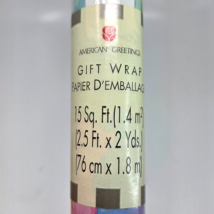 AMERICAN GREETINGS
GIFT WRAP
PAPIER D'EMBALLAG
15 Sq. Ft.(1.4 m²
(2.5 Ft. x 2 Yds.)
(76 cm x 1.8 m)